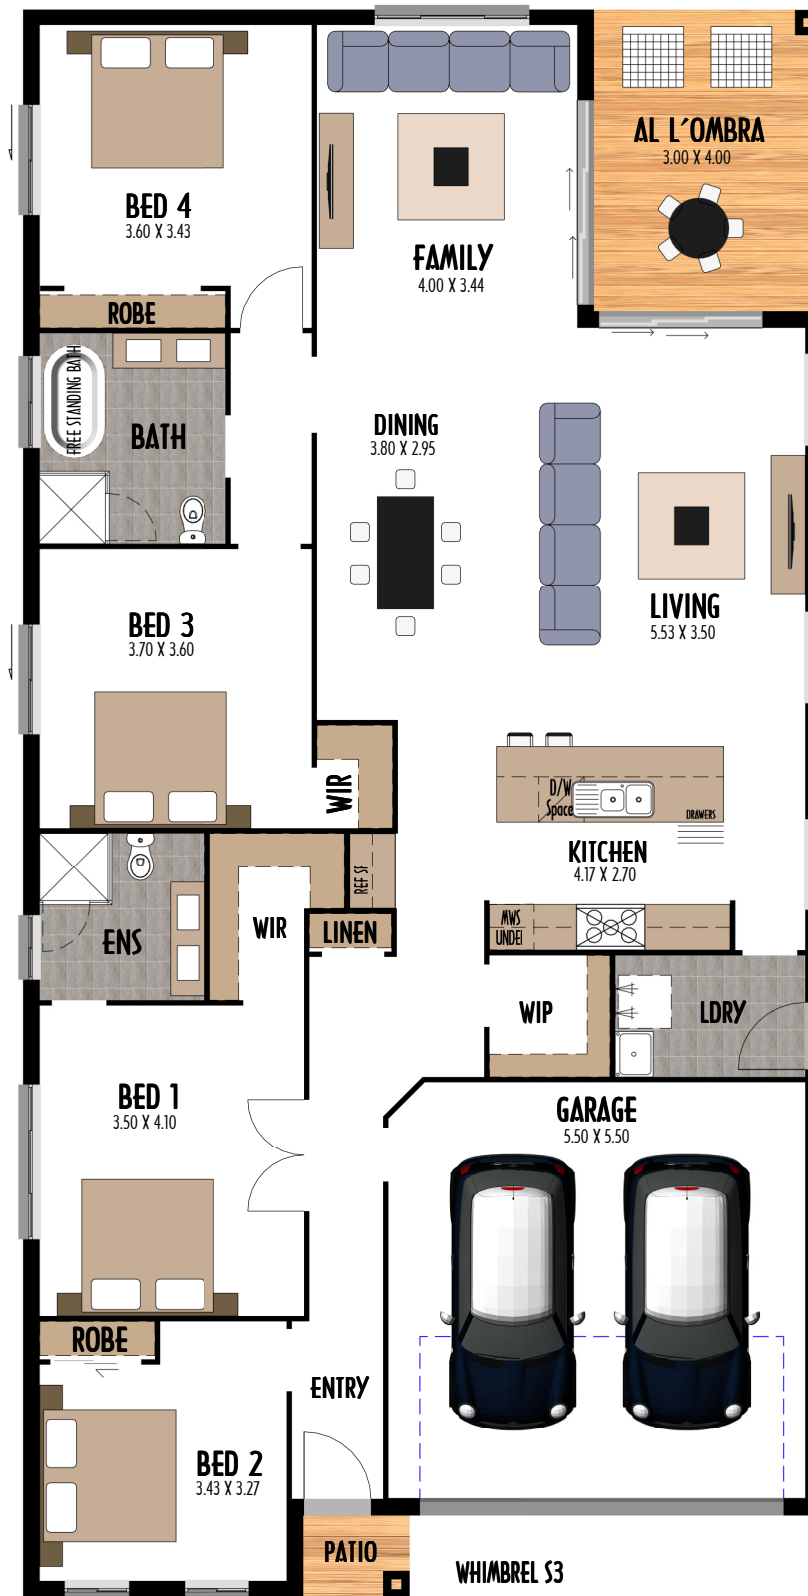 AL L´OMBRA
3.00 X 4.00
BED 4
3.60 X 3.43
FAMILY
4.00 X 3.44
ROBE
FREE STANDING BATH
BATH
DINING
3.80 X 2.95
LIVING
5.53 X 3.50
BED 3
3.70 X 3.60
WIR
D/W
Space
DRAWERS
KITCHEN
4.17 X 2.70
REF SF
WIR
LINEN
MWS
UNDE
ENS
WIP
LDRY
BED 1
3.50 X 4.10
GARAGE
5.50 X 5.50
ROBE
ENTRY
BED 2
3.43 X 3.27
PATIO
WHIMBREL S3